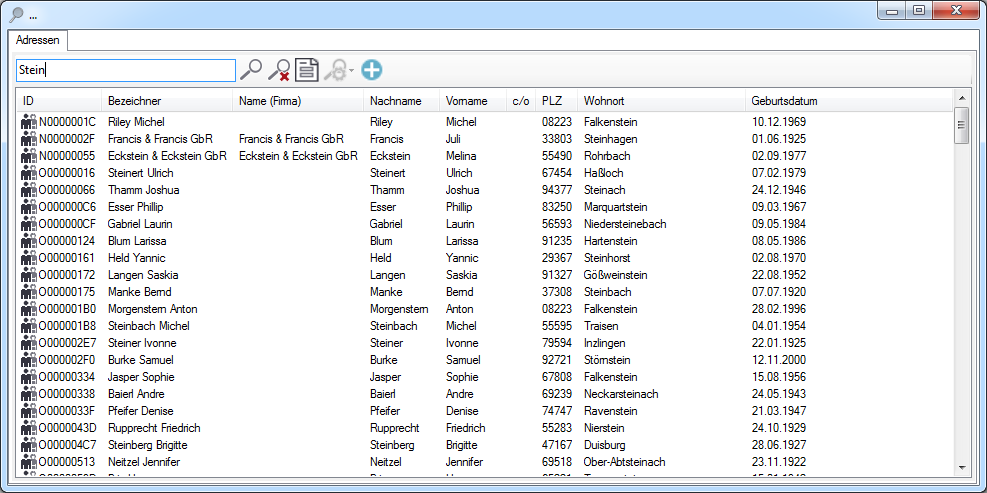 ...
Adressen
Stein
ID Bezeichner Name (Firma) Nachname Vorname c/o PLZ Wohnort Geburtsdatum
N0000001C Riley Michel Riley Michel 08223 Falkenstein 10.12.1969
N0000002F Francis & Francis GbR Francis & Francis GbR Francis Juli 33803 Steinhagen 01.06.1925
N00000055 Eckstein & Eckstein GbR Eckstein & Eckstein GbR Eckstein Melina 55490 Rohrbach 02.09.1977
O00000016 Steinert Ulrich Steinert Ulrich 67454 Haßloch 07.02.1979
O00000066 Thamm Joshua Thamm Joshua 94377 Steinach 24.12.1946
O000000C6 Esser Phillip Esser Phillip 83250 Marquartstein 09.03.1967
O000000CF Gabriel Laurin Gabriel Laurin 56593 Niedersteinebach 09.05.1984
O00000124 Blum Larissa Blum Larissa 91235 Hartenstein 08.05.1986
O00000161 Held Yannic Held Yannic 29367 Steinhorst 02.08.1970
O00000172 Langen Saskia Langen Saskia 91327 Gößweinstein 22.08.1952
O00000175 Manke Bernd Manke Bernd 37308 Steinbach 07.07.1920
O000001B0 Morgenstern Anton Morgenstern Anton 08223 Falkenstein 28.02.1996
O000001B8 Steinbach Michel Steinbach Michel 55595 Traisen 04.01.1954
O000002E7 Steiner Ivonne Steiner Ivonne 79594 Inzlingen 22.01.1925
O000002F0 Burke Samuel Burke Samuel 92721 Störnstein 12.11.2000
O00000334 Jasper Sophie Jasper Sophie 67808 Falkenstein 15.08.1956
O00000338 Baierl Andre Baierl Andre 69239 Neckarsteinach 24.05.1943
O0000033F Pfeifer Denise Pfeifer Denise 74747 Ravenstein 21.03.1947
O0000043D Rupprecht Friedrich Rupprecht Friedrich 55283 Nierstein 24.10.1929
O000004C7 Steinberg Brigitte Steinberg Brigitte 47167 Duisburg 28.06.1927
O00000513 Neitzel Jennifer Neitzel Jennifer 69518 Ober-Abtsteinach 23.11.1922